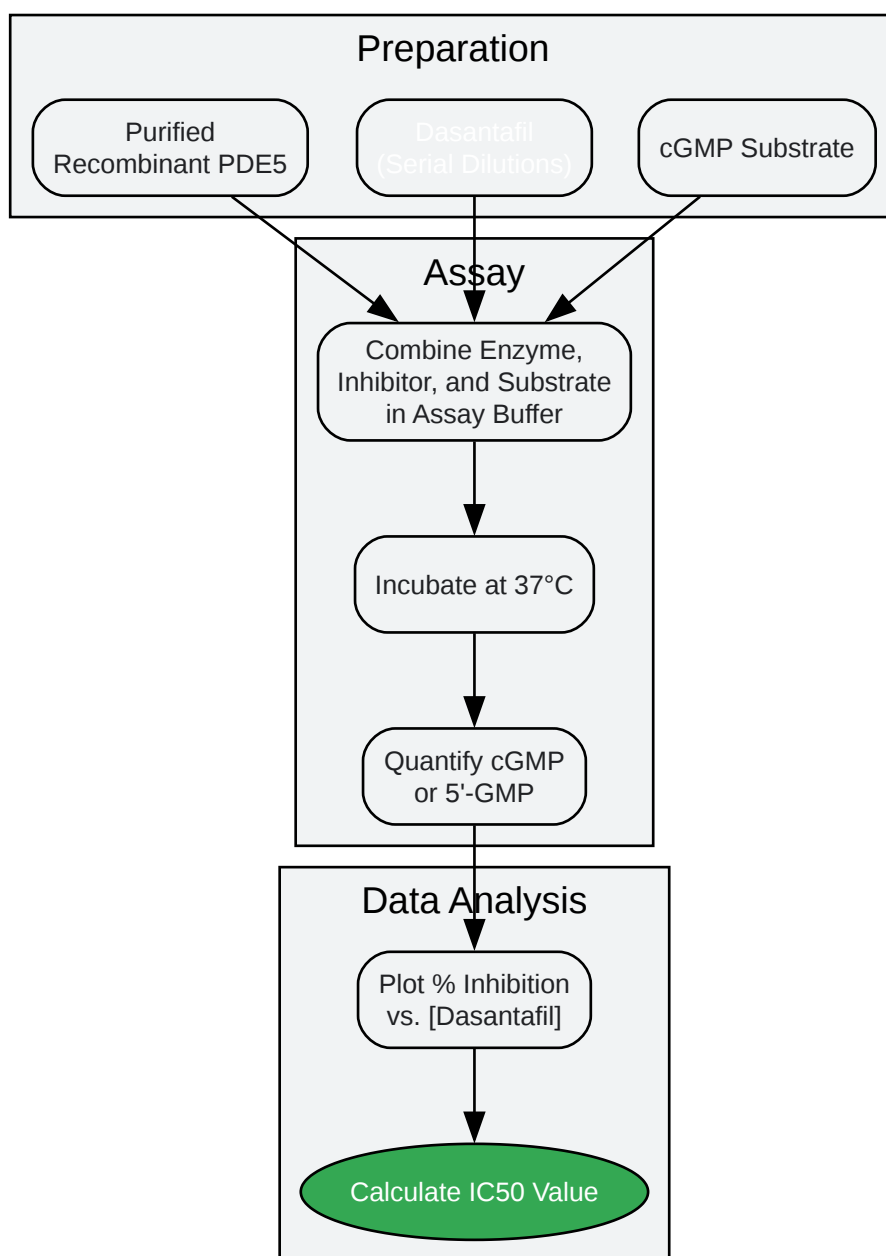 Preparation
Purified
Recombinant PDE5
Dasantafil
(Serial Dilutions)
cGMP Substrate
Assay
Combine Enzyme,
Inhibitor, and Substrate
in Assay Buffer
Incubate at 37°C
Quantify cGMP
or 5'-GMP
Data Analysis
Plot % Inhibition
vs. [Dasantafil]
Calculate IC50 Value